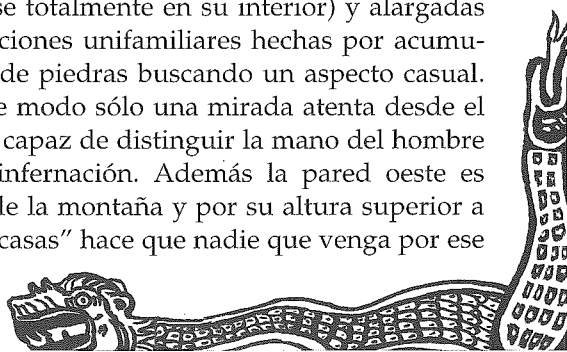 se totalmente en su interior) y alargadas
ciones unifamiliares hechas por acumu-
de piedras buscando un aspecto casual.
e modo sólo una mirada atenta desde el
capaz de distinguir la mano del hombre
infernación. Además la pared oeste es
de la montaña y por su altura superior a
casas" hace que nadie que venga por ese